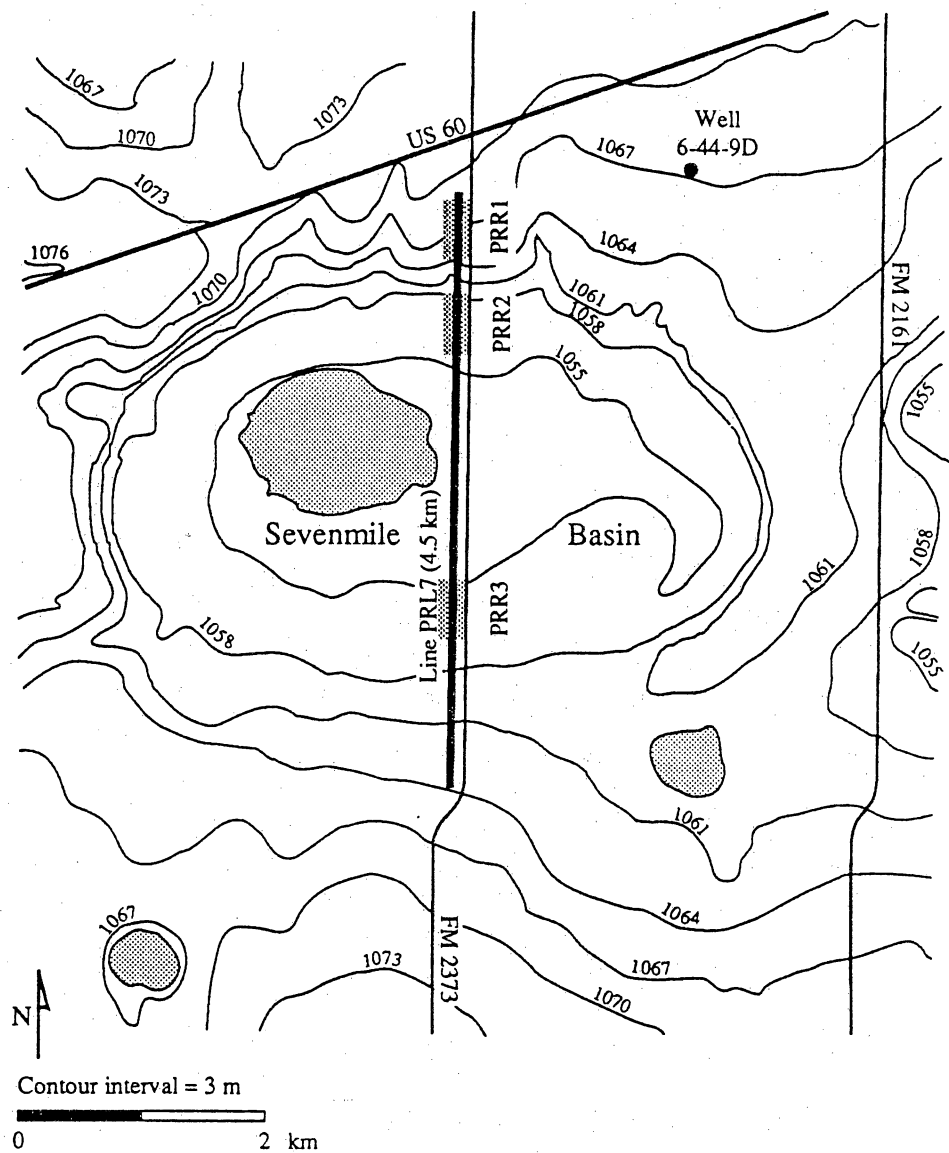 1067
1070
1073
US 60
Well
6-44-9D
1067
1073
1076
1070
PRR1
1064
FM 2161
1061
1058
PRR2
1055
1055
Sevenmile
Basin
Line PRL7 (4.5 km)
1058
1061
PRR3
1058
1055
1061
1067
1064
FM 2373
1073
1067
1070
N
Contour interval = 3 m
0
2 km